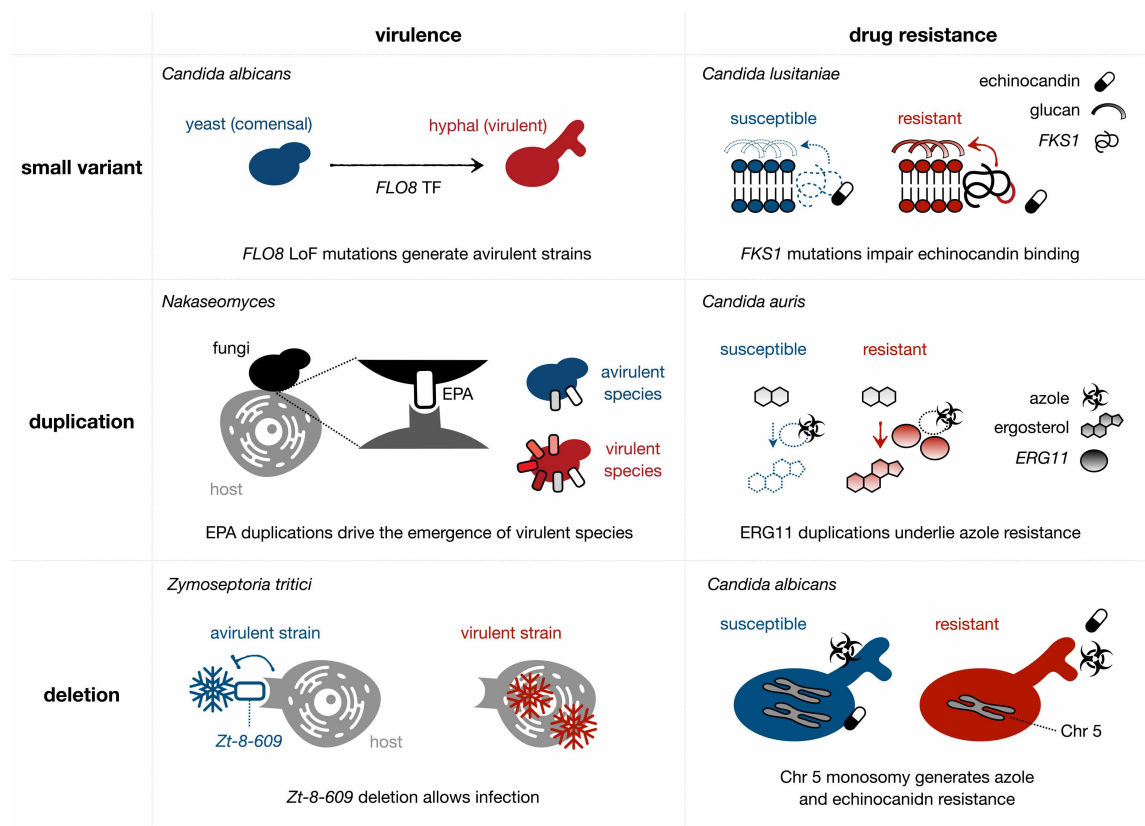 virulence
drug resistance
small variant
Candida albicans
yeast (comensal)
hyphal (virulent)
FLO8 TF
FLO8 LoF mutations generate avirulent strains
Candida lusitaniae
echinocandin
glucan
FKS1
susceptible
resistant
FKS1 mutations impair echinocandin binding
duplication
Nakaseomyces
fungi
EPA
host
avirulent
species
virulent
species
EPA duplications drive the emergence of virulent species
Candida auris
susceptible
resistant
azole
ergosterol
ERG11
ERG11 duplications underlie azole resistance
deletion
Zymoseptoria tritici
avirulent strain
virulent strain
Zt-8-609
host
Zt-8-609 deletion allows infection
Candida albicans
susceptible
resistant
Chr 5
Chr 5 monosomy generates azole
and echinocanidn resistance